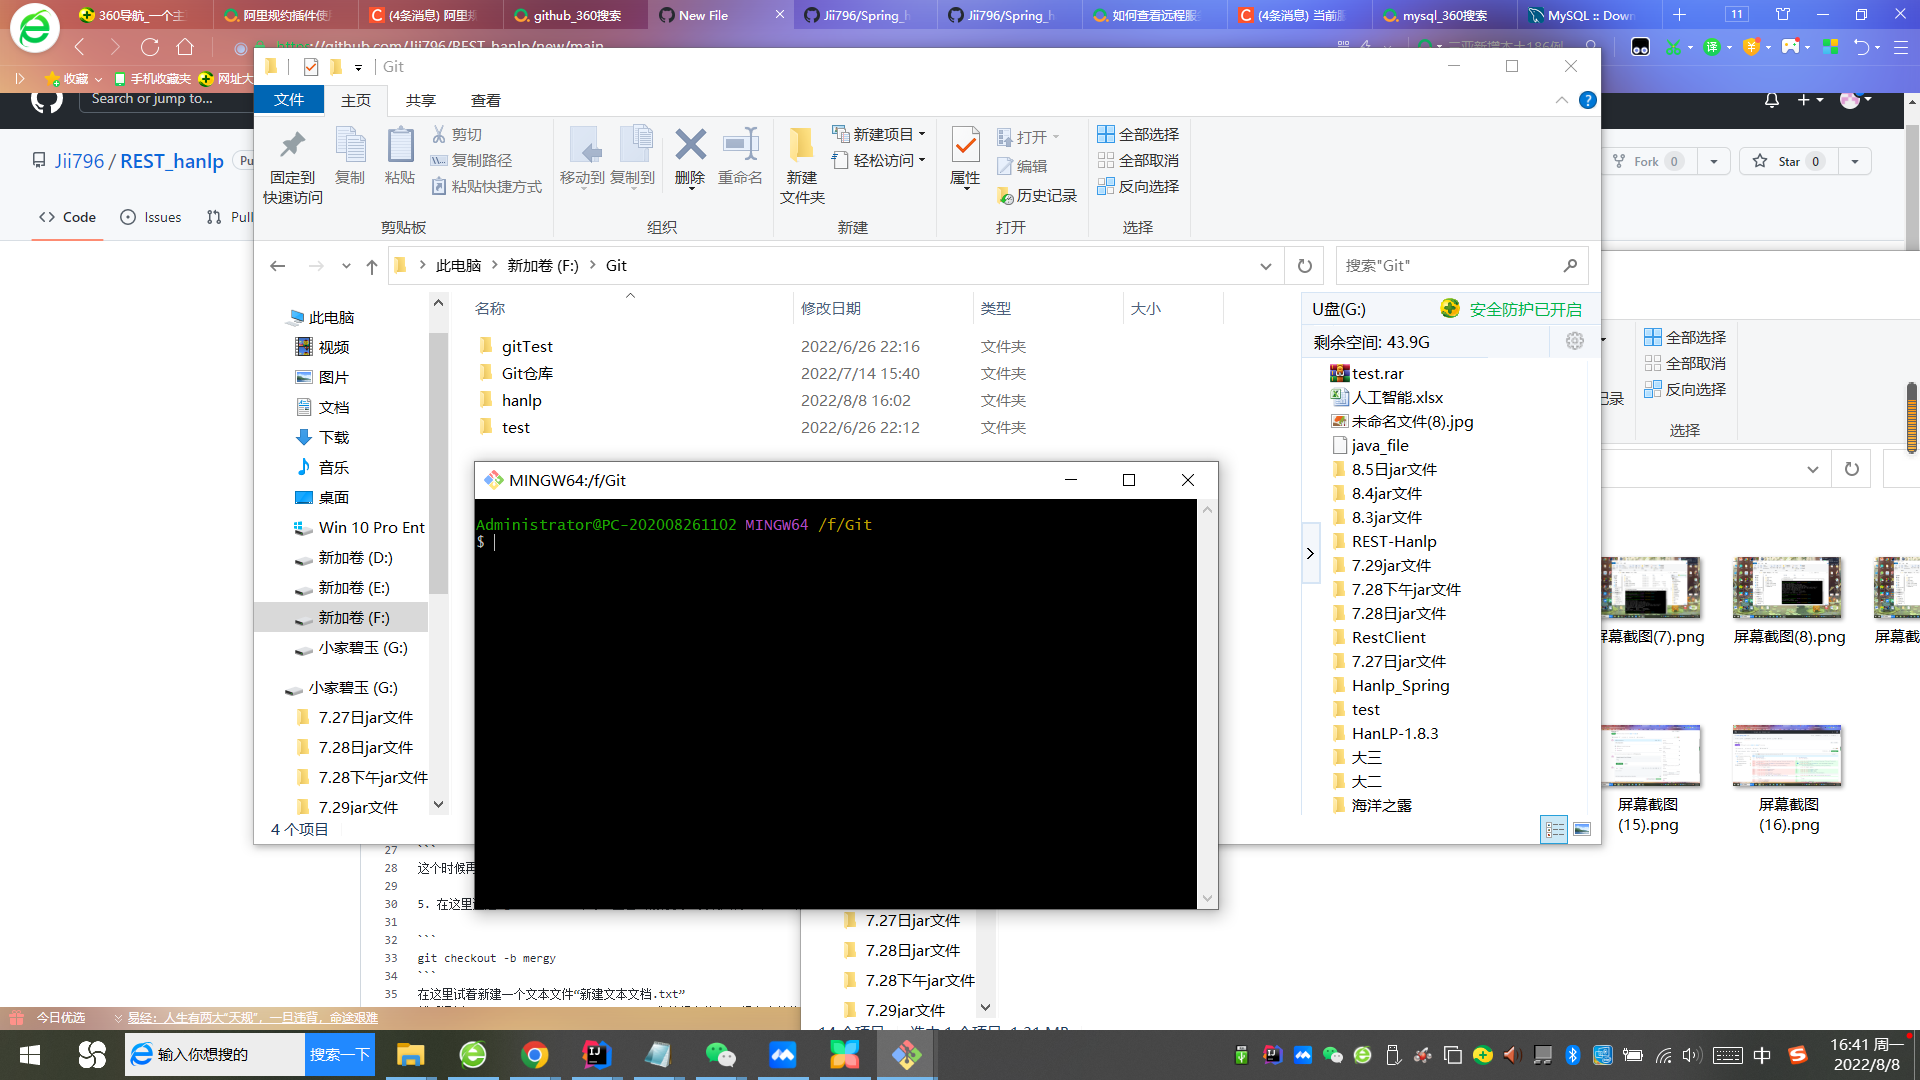 360导航_一个主
阿里规约插件使
(4条消息) 阿里规
github_360搜索
New File
Jii796/Spring_h
Jii796/Spring_h
如何查看远程服
(4条消息) 当前服
mysql_360搜索
MySQL :: Down
11
https://github.com/Jii796/REST_hanlp/new/main
收藏
手机收藏夹
网址大
Search or jump to...
Jii796 / REST_hanlp
Pu
Fork 0
Star 0
Code
Issues
Pull
Git
文件
主页
共享
查看
固定到
快速访问
复制
粘贴
剪切
复制路径
粘贴快捷方式
剪贴板
移动到
复制到
删除
重命名
组织
新建
文件夹
新建项目
轻松访问
新建
属性
打开
编辑
历史记录
打开
全部选择
全部取消
反向选择
选择
此电脑
新加卷 (F:)
Git
搜索"Git"
名称
修改日期
类型
大小
gitTest 2022/6/26 22:16 文件夹
Git仓库 2022/7/14 15:40 文件夹
hanlp 2022/8/8 16:02 文件夹
test 2022/6/26 22:12 文件夹
此电脑
视频
图片
文档
下载
音乐
桌面
Win 10 Pro Ent
新加卷 (D:)
新加卷 (E:)
新加卷 (F:)
小家碧玉 (G:)
小家碧玉 (G:)
7.27日jar文件
7.28日jar文件
7.28下午jar文件
7.29jar文件
4 个项目
U盘(G:)
安全防护已开启
剩余空间: 43.9G
test.rar
人工智能.xlsx
未命名文件(8).jpg
java_file
8.5日jar文件
8.4jar文件
8.3jar文件
REST-Hanlp
7.29jar文件
7.28下午jar文件
7.28日jar文件
RestClient
7.27日jar文件
Hanlp_Spring
test
HanLP-1.8.3
大三
大二
海洋之露
MINGW64:/f/Git
Administrator@PC-202008261102 MINGW64 /f/Git
$
全部选择
全部取消
反向选择
记录
选择
屏幕截图(7).png
屏幕截图(8).png
屏幕截
屏幕截图
(15).png
屏幕截图
(16).png
27 ```
28 这个时候再
29
30 5. 在这里
31
32 ```
33 git checkout -b mergy
34 ```
35 在这里试着新建一个文本文件“新建文本文档.txt”
7.27日jar文件
7.28日jar文件
7.28下午jar文件
7.29jar文件
今日优选
易经：人生有两大"天规"，一旦违背，命途艰难
输入你想搜的
搜索一下
中
16:41 周一
2022/8/8